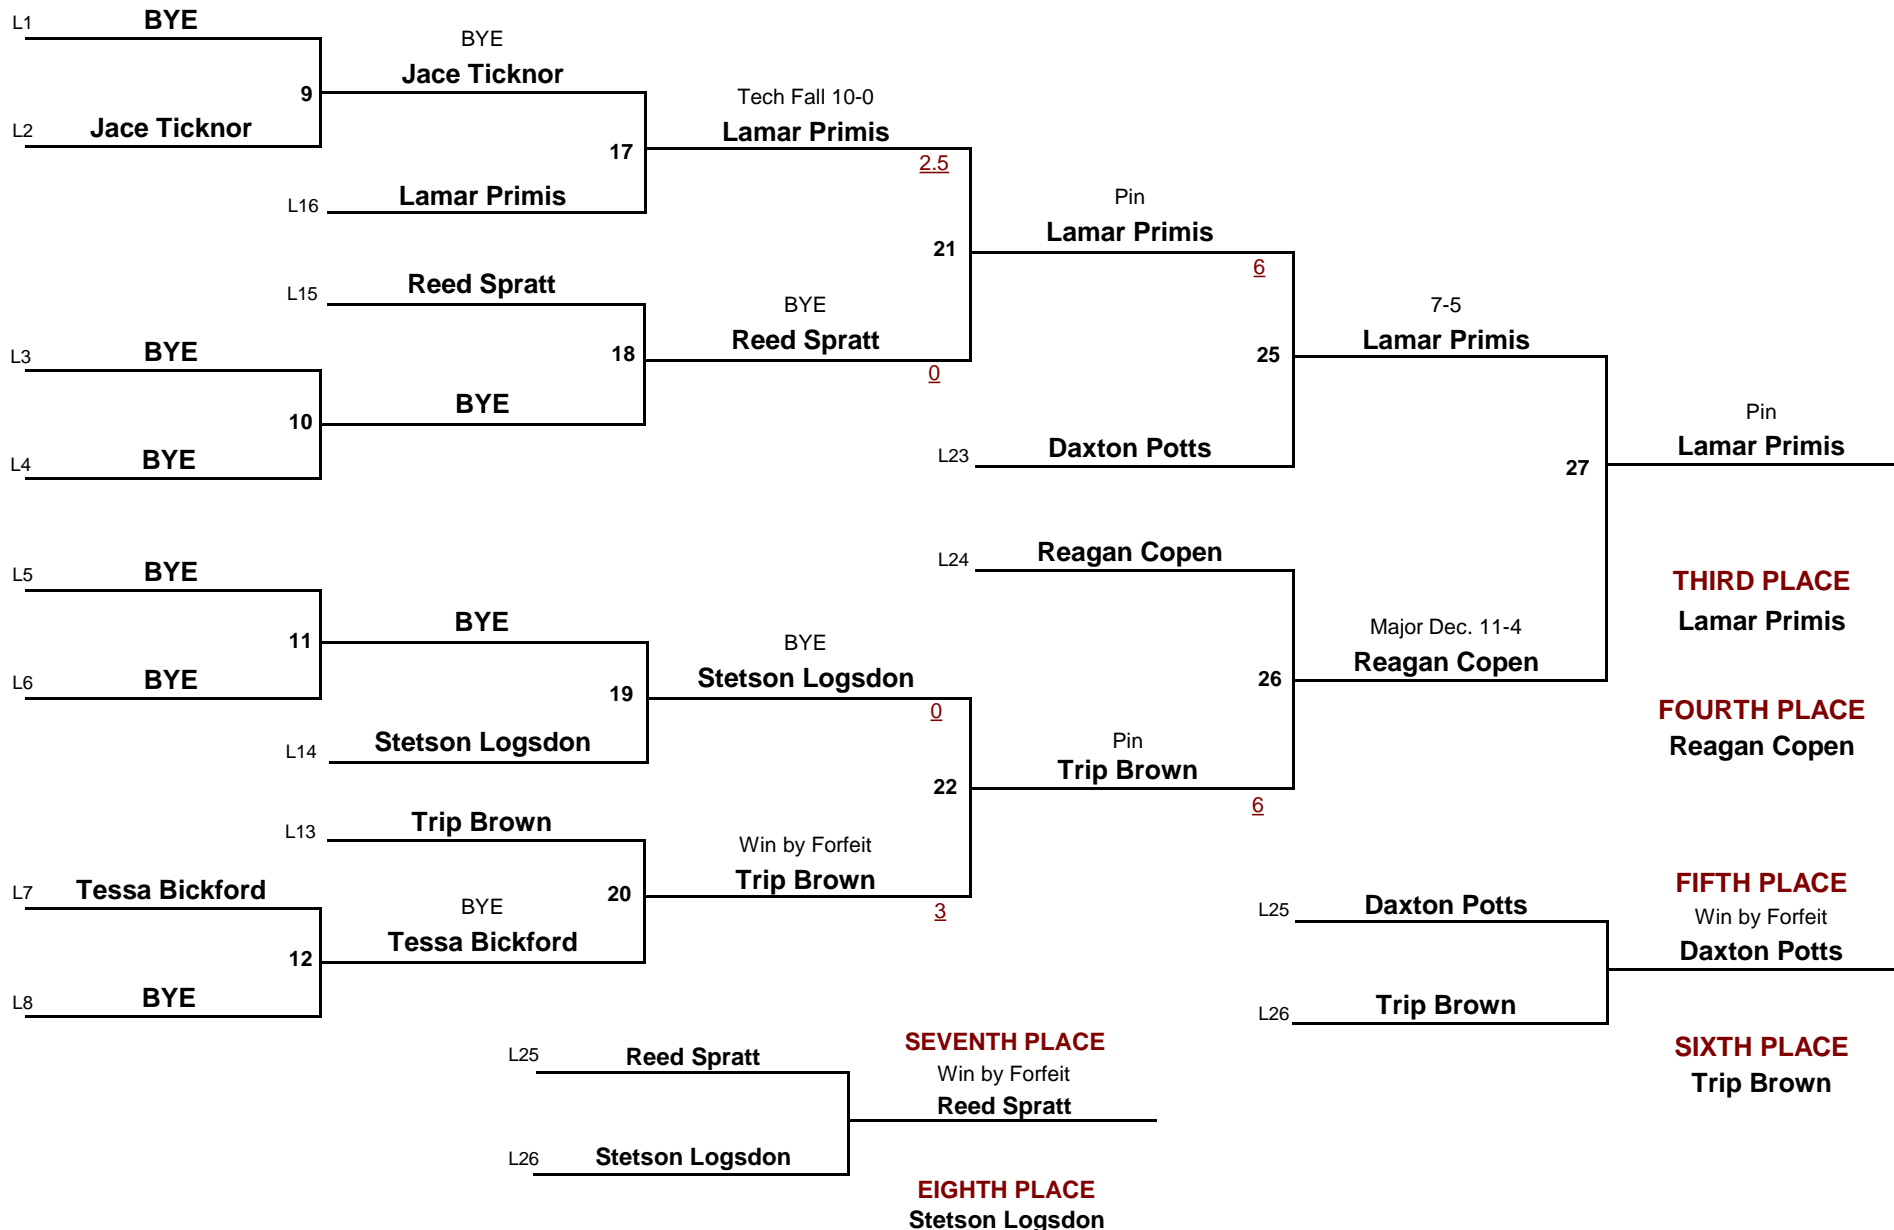 L1 BYE
BYE
Jace Ticknor
9
L2 Jace Ticknor
Tech Fall 10-0
Lamar Primis
2.5
17
L16 Lamar Primis
Pin
Lamar Primis
6
21
L15 Reed Spratt
BYE
Reed Spratt
0
18
L3 BYE
BYE
10
L4 BYE
7-5
Lamar Primis
25
L23 Daxton Potts
Pin
Lamar Primis
27
L24 Reagan Copen
L5 BYE
BYE
11
L6 BYE
BYE
Stetson Logsdon
0
19
L14 Stetson Logsdon
Major Dec. 11-4
Reagan Copen
26
THIRD PLACE
Lamar Primis
FOURTH PLACE
Reagan Copen
Pin
Trip Brown
6
22
L13 Trip Brown
Win by Forfeit
Trip Brown
3
20
L7 Tessa Bickford
BYE
Tessa Bickford
12
L8 BYE
L25 Daxton Potts
FIFTH PLACE
Win by Forfeit
Daxton Potts
L26 Trip Brown
SIXTH PLACE
Trip Brown
L25 Reed Spratt
SEVENTH PLACE
Win by Forfeit
Reed Spratt
L26 Stetson Logsdon
EIGHTH PLACE
Stetson Logsdon